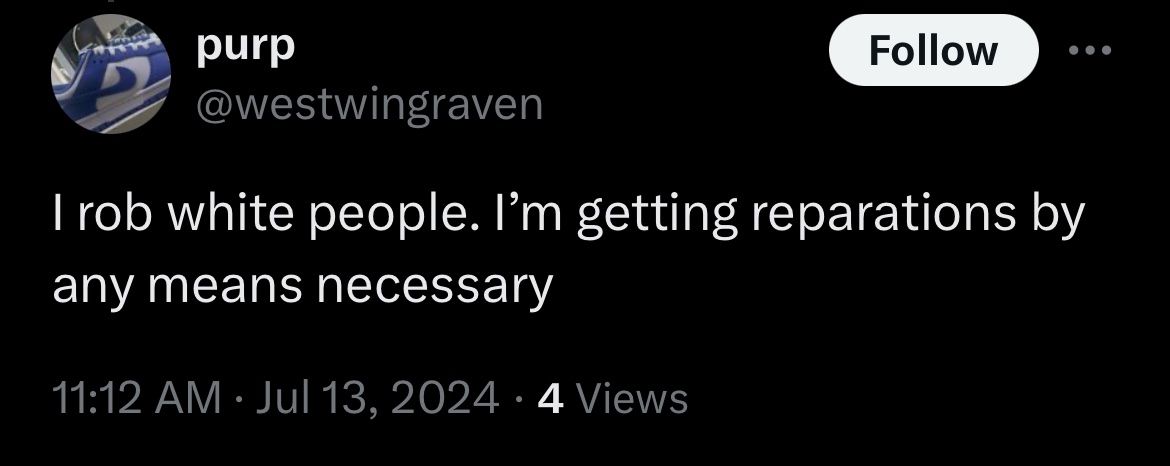 purp
Follow
@westwingraven
I rob white people. I’m getting reparations by
any means necessary
11:12 AM · Jul 13, 2024 · 4 Views